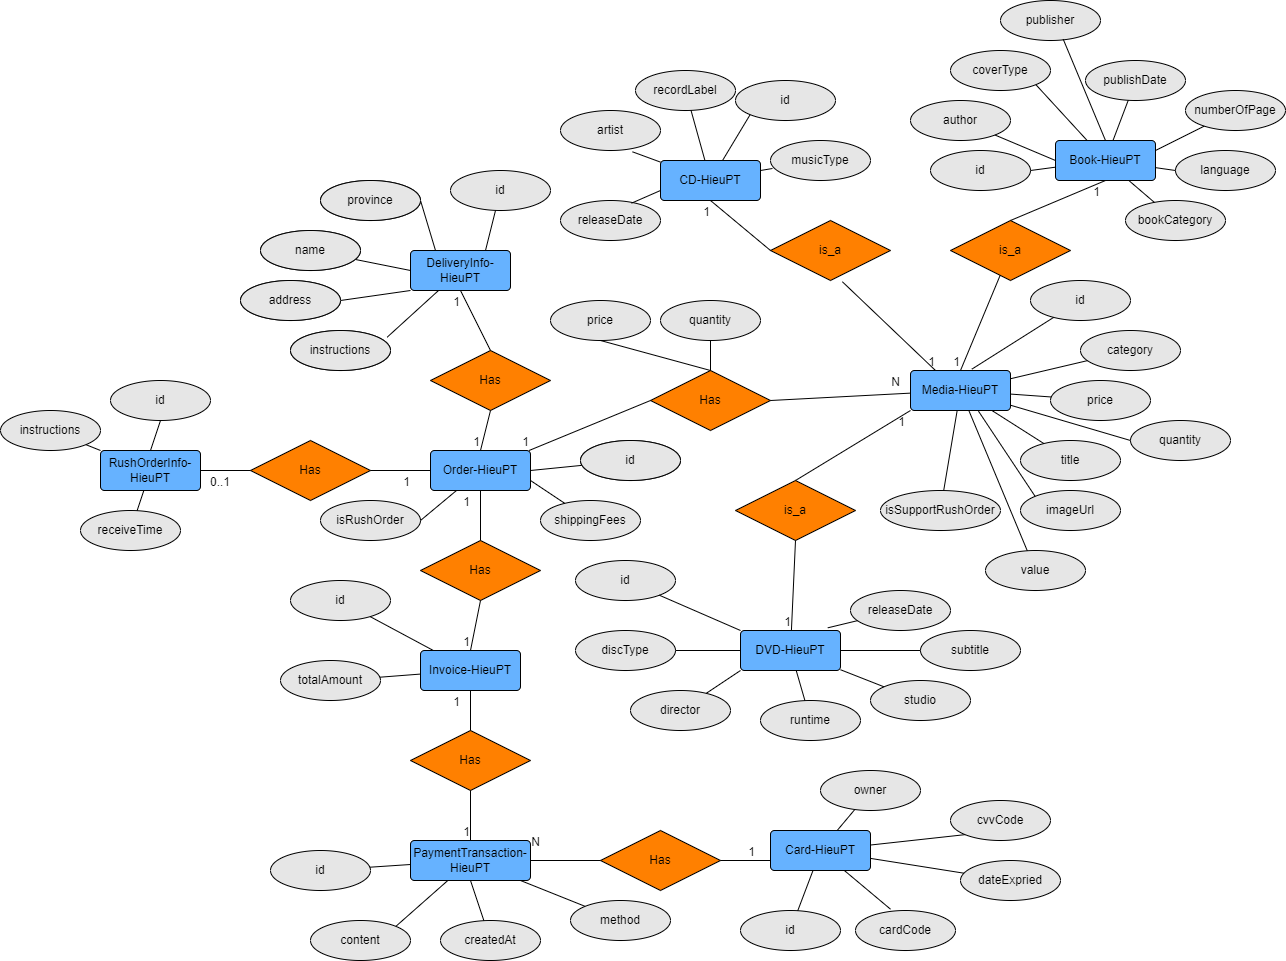 publisher
coverType
publishDate
recordLabel
id
numberOfPage
author
artist
musicType
Book-HieuPT
id
language
CD-HieuPT
releaseDate
bookCategory
1
1
province
id
name
is_a
is_a
DeliveryInfo-
HieuPT
address
1
id
price
quantity
instructions
category
1
1
Has
N
Media-HieuPT
price
Has
id
instructions
1
quantity
RushOrderInfo-
HieuPT
Has
1
1
Order-HieuPT
id
title
0..1
1
1
isRushOrder
shippingFees
is_a
isSupportRushOrder
imageUrl
receiveTime
Has
value
id
id
releaseDate
1
1
Invoice-HieuPT
discType
DVD-HieuPT
subtitle
totalAmount
1
director
runtime
studio
Has
owner
1
N
cvvCode
PaymentTransaction-
HieuPT
Has
1
Card-HieuPT
id
dateExpried
content
createdAt
method
id
cardCode